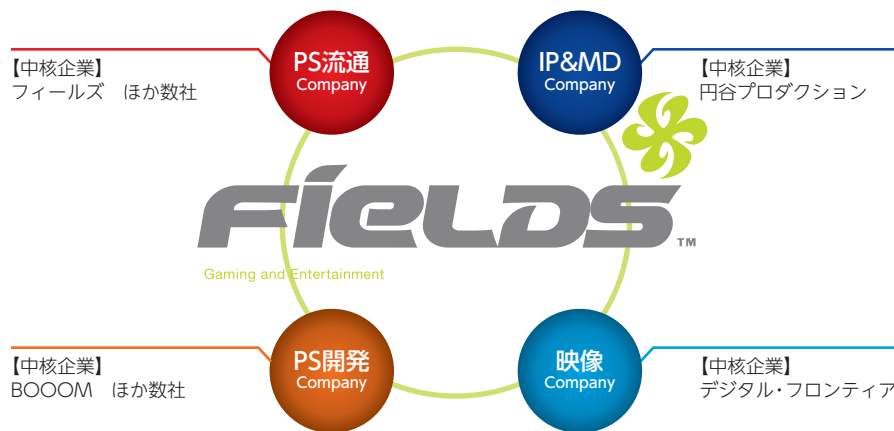 PS流通
Company
IP&MD
Company
【中核企業】
フィールズ　ほか数社
【中核企業】
円谷プロダクション
FIELDS™
Gaming and Entertainment
PS開発
Company
映像
Company
【中核企業】
BOOOM　ほか数社
【中核企業】
デジタル・フロンティア